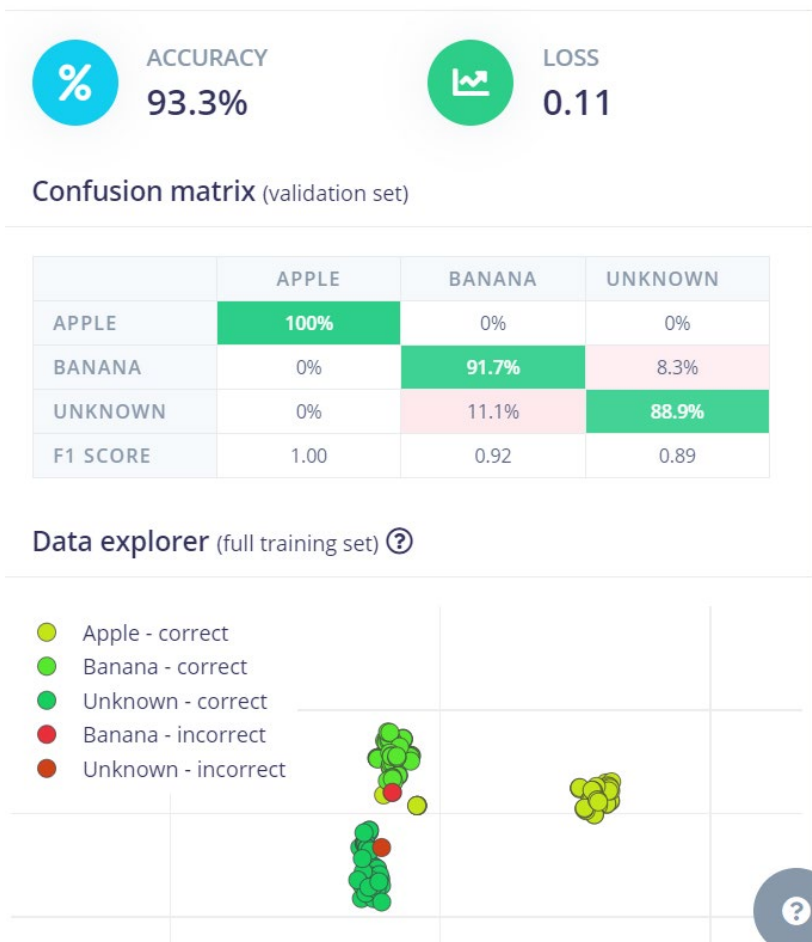 %
ACCURACY
93.3%
LOSS
0.11
Confusion matrix (validation set)
APPLE BANANA UNKNOWN
APPLE 100% 0% 0%
BANANA 0% 91.7% 8.3%
UNKNOWN 0% 11.1% 88.9%
F1 SCORE 1.00 0.92 0.89
Data explorer (full training set) ?
Apple - correct
Banana - correct
Unknown - correct
Banana - incorrect
Unknown - incorrect
?